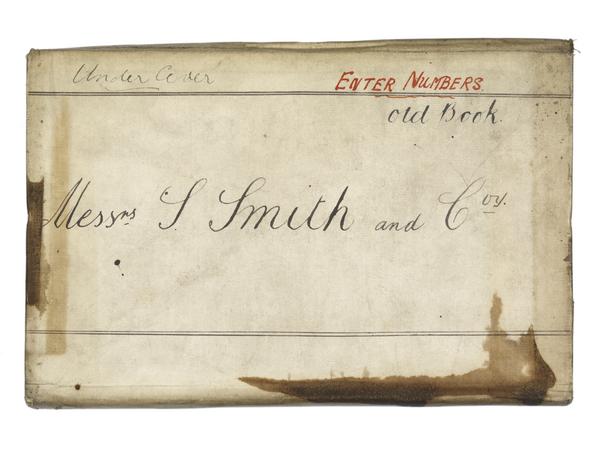 Under Cover
ENTER NUMBERS.
Old Book.
Messrs S. Smith and Coy.